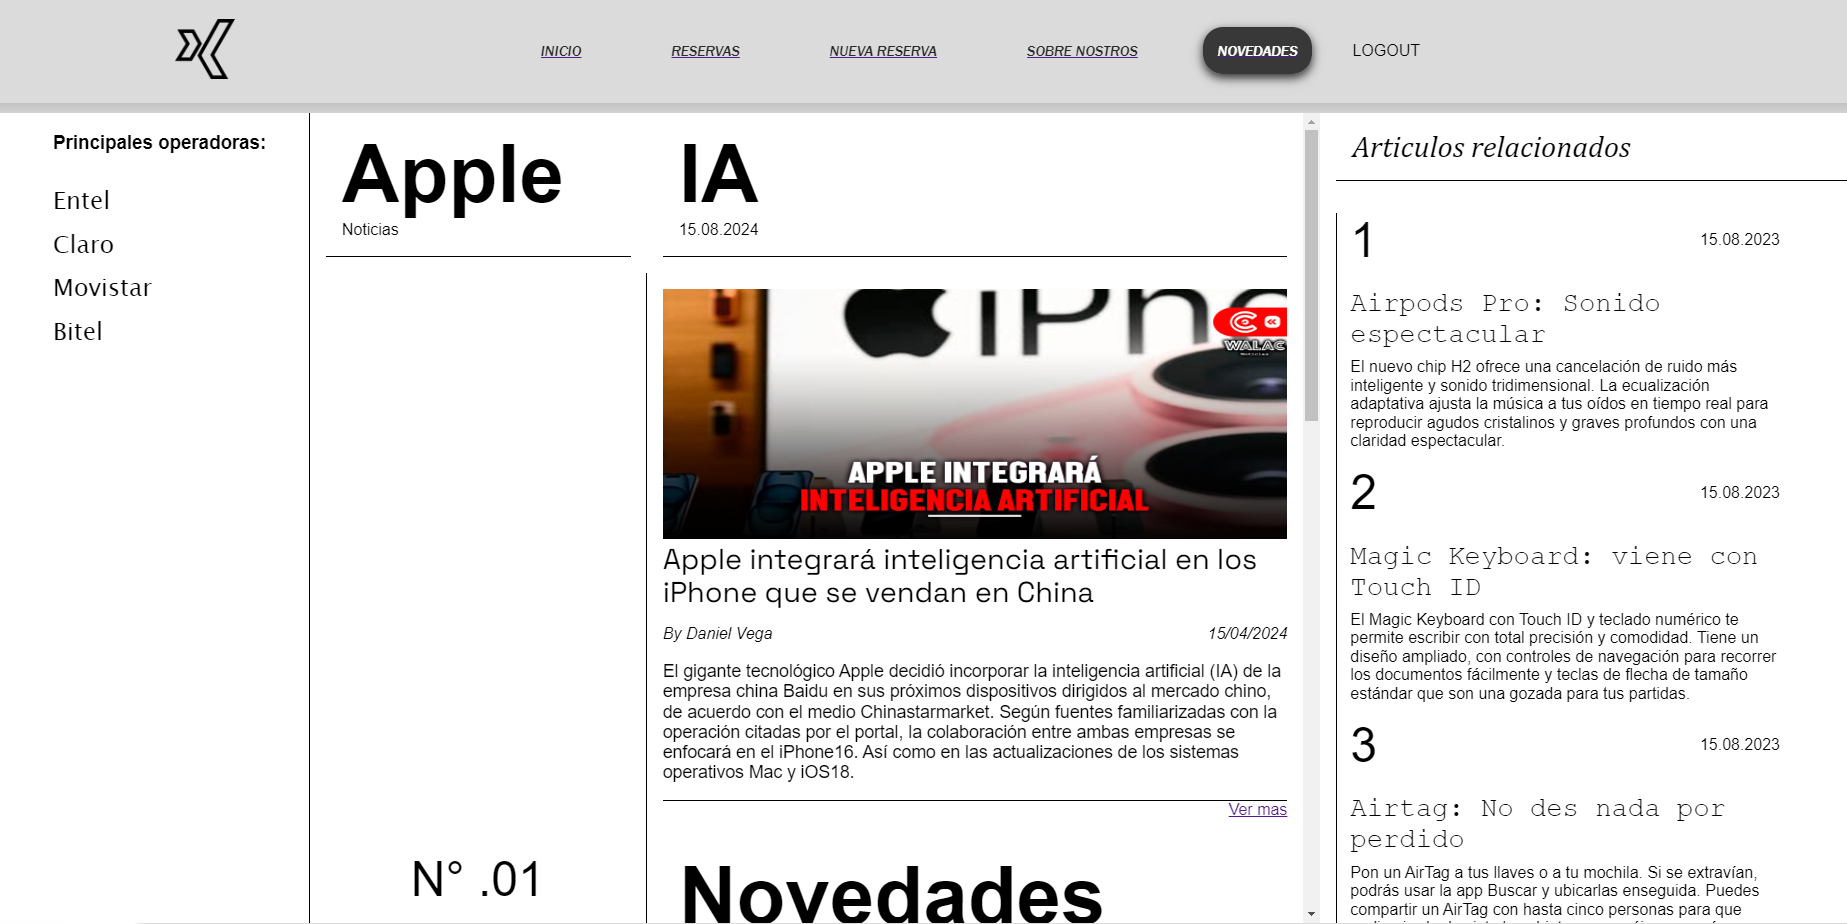 INICIO
RESERVAS
NUEVA RESERVA
SOBRE NOSTROS
NOVEDADES
LOGOUT
Principales operadoras:
Entel
Claro
Movistar
Bitel
Apple
Noticias
IA
15.08.2024
iPho
WALAC
Noticias
APPLE INTEGRARÁ
INTELIGENCIA ARTIFICIAL
Apple integrará inteligencia artificial en los
iPhone que se vendan en China
By Daniel Vega
15/04/2024
El gigante tecnológico Apple decidió incorporar la inteligencia artificial (IA) de la
empresa china Baidu en sus próximos dispositivos dirigidos al mercado chino,
de acuerdo con el medio Chinastarmarket. Según fuentes familiarizadas con la
operación citadas por el portal, la colaboración entre ambas empresas se
enfocará en el iPhone16. Así como en las actualizaciones de los sistemas
operativos Mac y iOS18.
Ver mas
N° .01
Novedades
Articulos relacionados
1
15.08.2023
Airpods Pro: Sonido
espectacular
El nuevo chip H2 ofrece una cancelación de ruido más
inteligente y sonido tridimensional. La ecualización
adaptativa ajusta la música a tus oídos en tiempo real para
reproducir agudos cristalinos y graves profundos con una
claridad espectacular.
2
15.08.2023
Magic Keyboard: viene con
Touch ID
El Magic Keyboard con Touch ID y teclado numérico te
permite escribir con total precisión y comodidad. Tiene un
diseño ampliado, con controles de navegación para recorrer
los documentos fácilmente y teclas de flecha de tamaño
estándar que son una gozada para tus partidas.
3
15.08.2023
Airtag: No des nada por
perdido
Pon un AirTag a tus llaves o a tu mochila. Si se extravían,
podrás usar la app Buscar y ubicarlas enseguida. Puedes
compartir un AirTag con hasta cinco personas para que